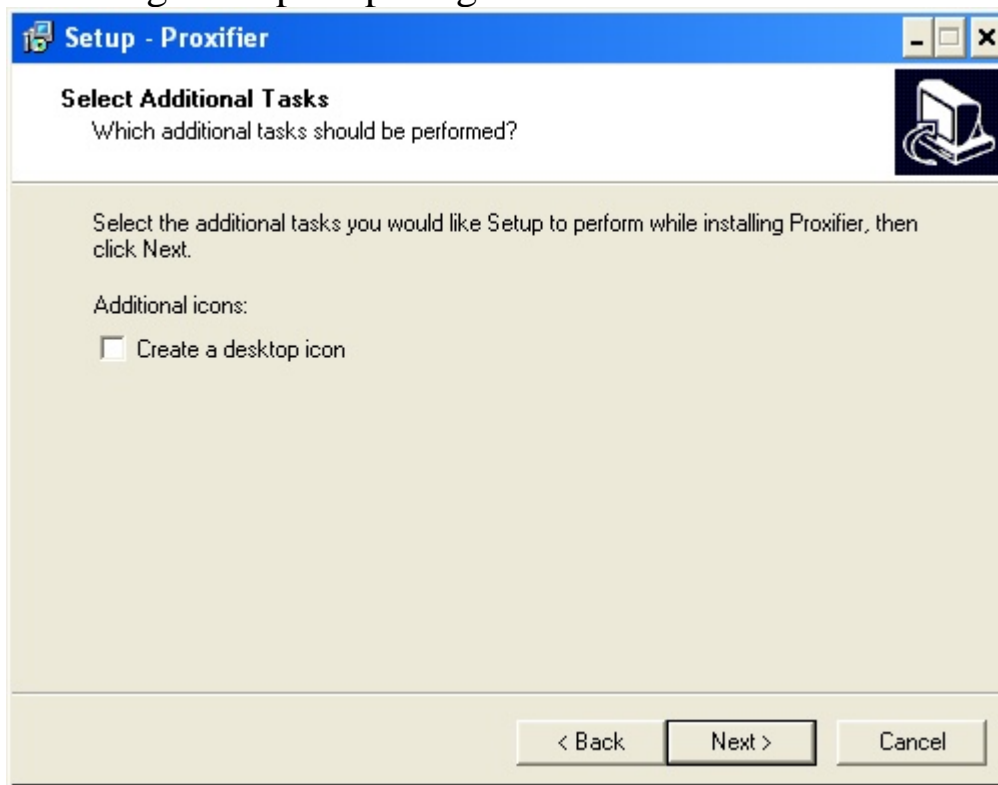 Setup - Proxifier
Select Additional Tasks
Which additional tasks should be performed?
Select the additional tasks you would like Setup to perform while installing Proxifier, then
click Next.
Additional icons:
Create a desktop icon
< Back
Next >
Cancel